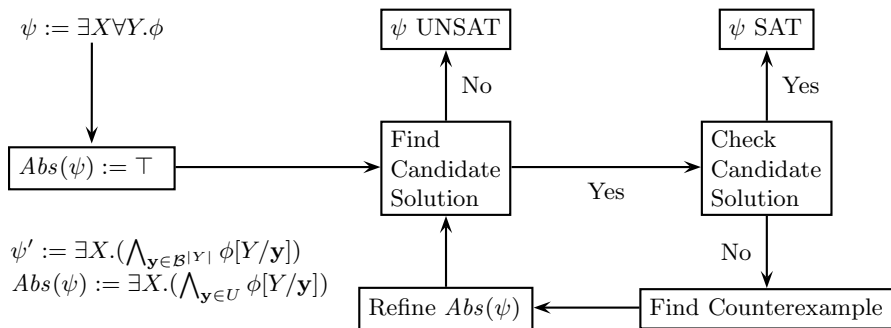 ψ := ∃X∀Y.ϕ
ψ UNSAT
ψ SAT
No
Yes
Abs(ψ) := ⊤
Find
Candidate
Solution
Yes
Check
Candidate
Solution
ψ′ := ∃X.(⋀_{y∈ℬ^{|Y|}} ϕ[Y/y])
Abs(ψ) := ∃X.(⋀_{y∈U} ϕ[Y/y])
No
Refine Abs(ψ)
Find Counterexample